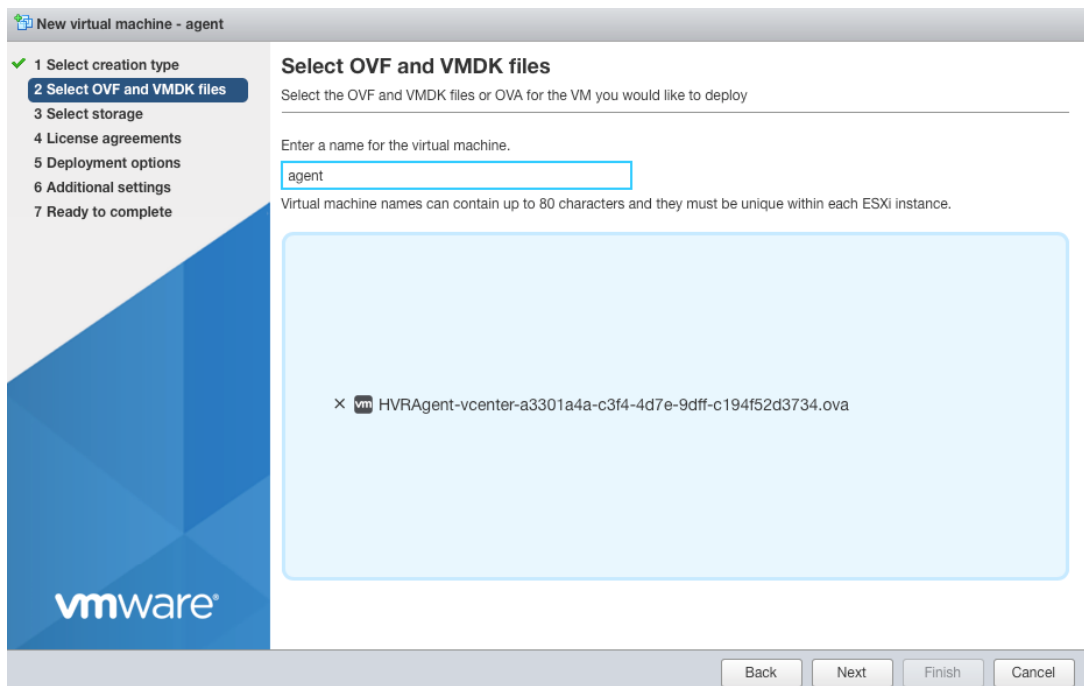 New virtual machine - agent
1 Select creation type
2 Select OVF and VMDK files
3 Select storage
4 License agreements
5 Deployment options
6 Additional settings
7 Ready to complete
vmware®
Select OVF and VMDK files
Select the OVF and VMDK files or OVA for the VM you would like to deploy
Enter a name for the virtual machine.
agent
Virtual machine names can contain up to 80 characters and they must be unique within each ESXi instance.
vm HVRAgent-vcenter-a3301a4a-c3f4-4d7e-9dff-c194f52d3734.ova
Back Next Finish Cancel